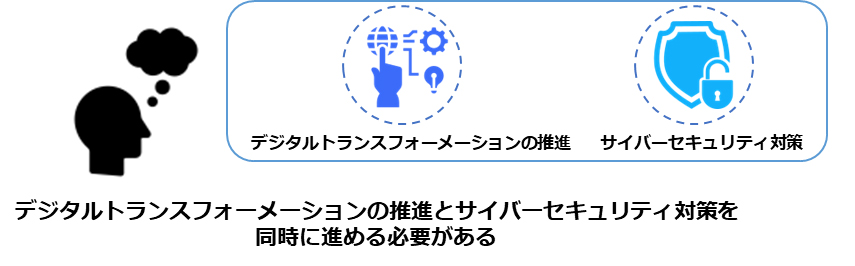 デジタルトランスフォーメーションの推進
サイバーセキュリティ対策
デジタルトランスフォーメーションの推進とサイバーセキュリティ対策を
同時に進める必要がある